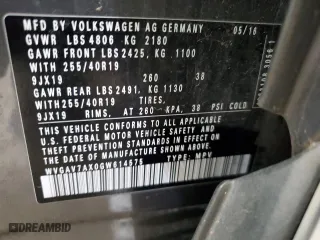 MFD BY VOLKSWAGEN AG GERMANY 05/16
GVWR LBS 4806 KG 2180
GAWR FRONT LBS 2425, KG 1100
WITH 255/40R19
9JX19 260 38
GAWR REAR LBS 2491, KG 1130
WITH 255/40R19 TIRES,
9JX19 RIMS, AT 260 KPA, 38 PSI COLD
THIS VEHICLE CONFORMS TO ALL APPLICABLE
FEDERAL MOTOR VEHICLE SAFETY
STANDARDS IN EFFECT ON THE DATE OF
MANUFACTURE SHOWN ABOVE.
TYPE: MPV
DREAMBID